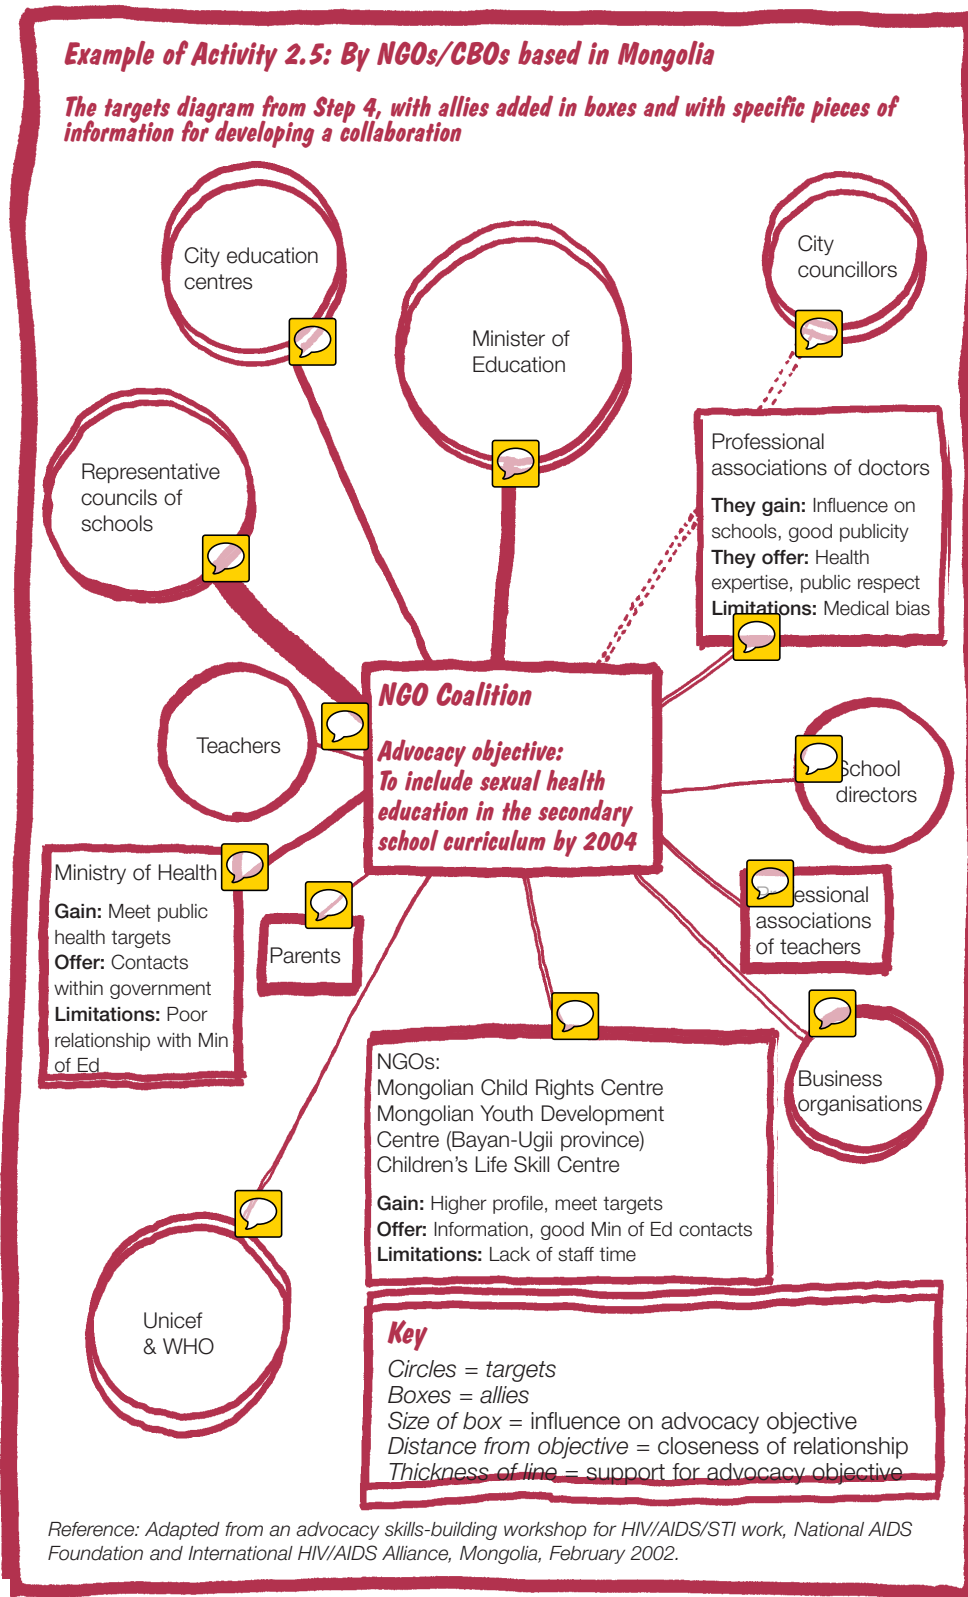 Example of Activity 2.5: By NGOs/CBOs based in Mongolia
The targets diagram from Step 4, with allies added in boxes and with specific pieces of
information for developing a collaboration
City education
centres
Minister of
Education
City
councillors
Representative
councils of
schools
Professional
associations of doctors
They gain: Influence on
schools, good publicity
They offer: Health
expertise, public respect
Limitations: Medical bias
Teachers
NGO Coalition
Advocacy objective:
To include sexual health
education in the secondary
school curriculum by 2004
School
directors
Ministry of Health
Gain: Meet public
health targets
Offer: Contacts
within government
Limitations: Poor
relationship with Min
of Ed
Parents
Professional
associations
of teachers
NGOs:
Mongolian Child Rights Centre
Mongolian Youth Development
Centre (Bayan-Ugii province)
Children's Life Skill Centre
Gain: Higher profile, meet targets
Offer: Information, good Min of Ed contacts
Limitations: Lack of staff time
Business
organisations
Unicef
& WHO
Key
Circles = targets
Boxes = allies
Size of box = influence on advocacy objective
Distance from objective = closeness of relationship
Thickness of line = support for advocacy objective
Reference: Adapted from an advocacy skills-building workshop for HIV/AIDS/STI work, National AIDS
Foundation and International HIV/AIDS Alliance, Mongolia, February 2002.